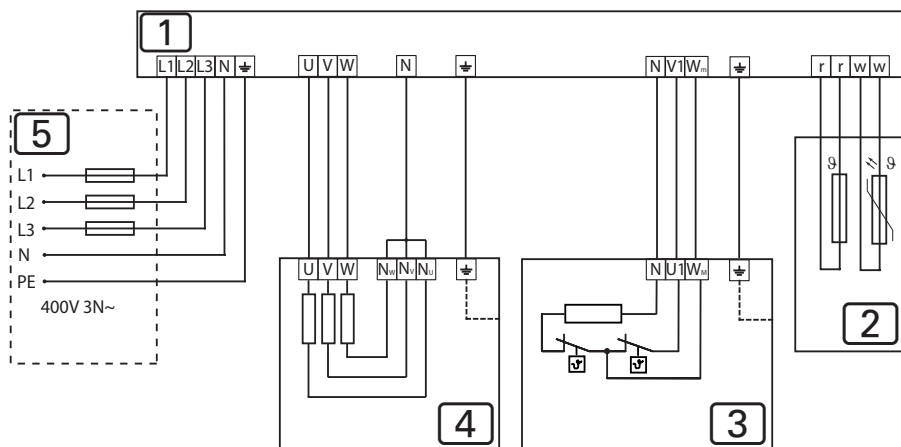 1
L1 L2 L3 N ⏚ U V W N ⏚ N V1 Wm ⏚ r r w w
5
L1
L2
L3
N
PE
400V 3N~
ϑ ϑ
U V W NW NV NU ⏚ N U1 WM ⏚
ϑ ϑ
2
4
3